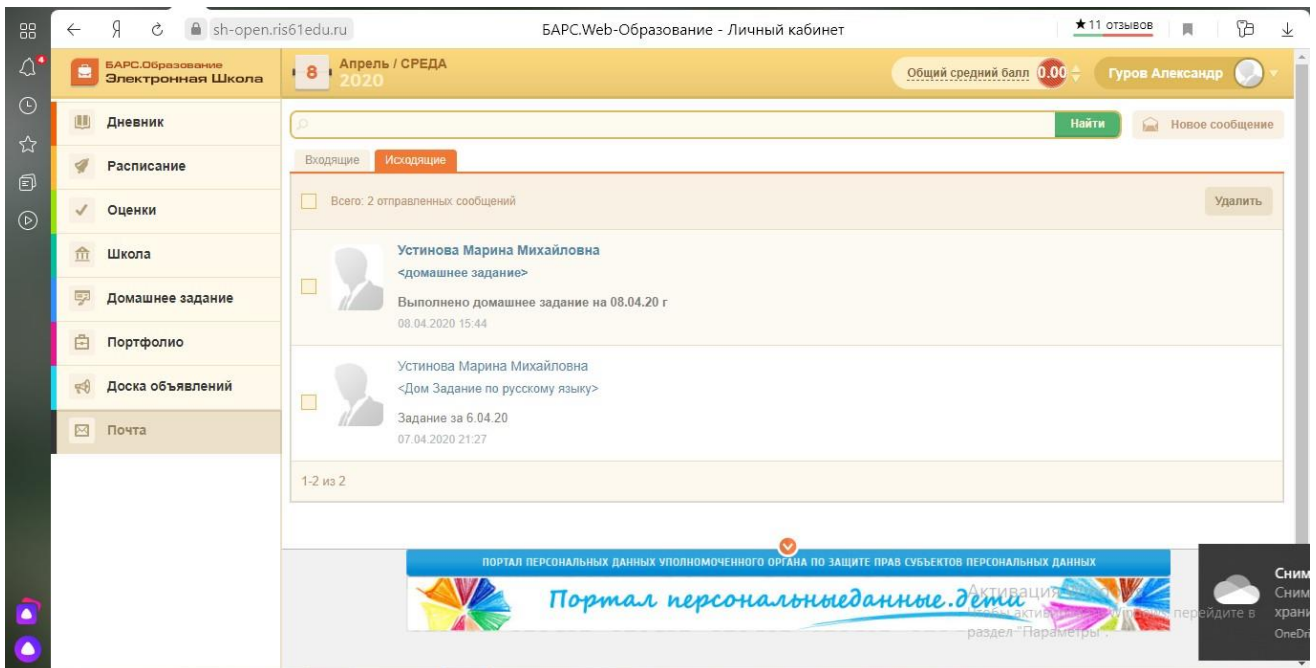 sh-open.ris61edu.ru
БАРС.Web-Образование - Личный кабинет
★11 отзывов
4
БАРС.Образование
Электронная Школа
8
Апрель / СРЕДА
2020
Общий средний балл 0.00
Гуров Александр
Дневник
Расписание
Оценки
Школа
Домашнее задание
Портфолио
Доска объявлений
Почта
Найти
Новое сообщение
Входящие
Исходящие
Всего: 2 отправленных сообщений
Удалить
Устинова Марина Михайловна
<домашнее задание>
Выполнено домашнее задание на 08.04.20 г
08.04.2020 15:44
Устинова Марина Михайловна
<Дом Задание по русскому языку>
Задание за 6.04.20
07.04.2020 21:27
1-2 из 2
ПОРТАЛ ПЕРСОНАЛЬНЫХ ДАННЫХ УПОЛНОМОЧЕННОГО ОРГАНА ПО ЗАЩИТЕ ПРАВ СУБЪЕКТОВ ПЕРСОНАЛЬНЫХ ДАННЫХ
Портал персональныеданные.дети
Активация
перейдите в
раздел "Параметры".
Сним
Сним
храни
OneDri